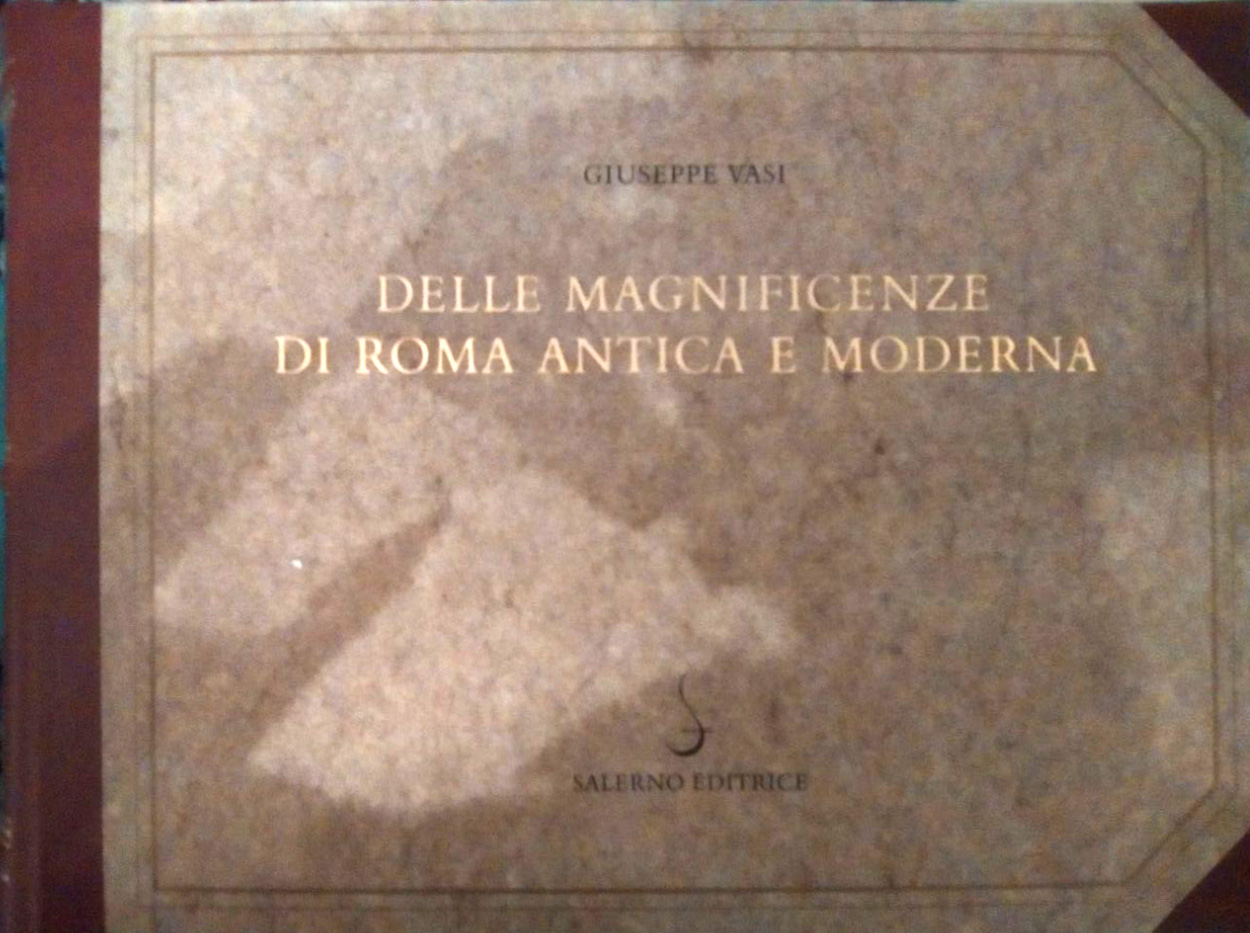 GIUSEPPE VASI
DELLE MAGNIFICENZE
DI ROMA ANTICA E MODERNA
SALERNO EDITRICE